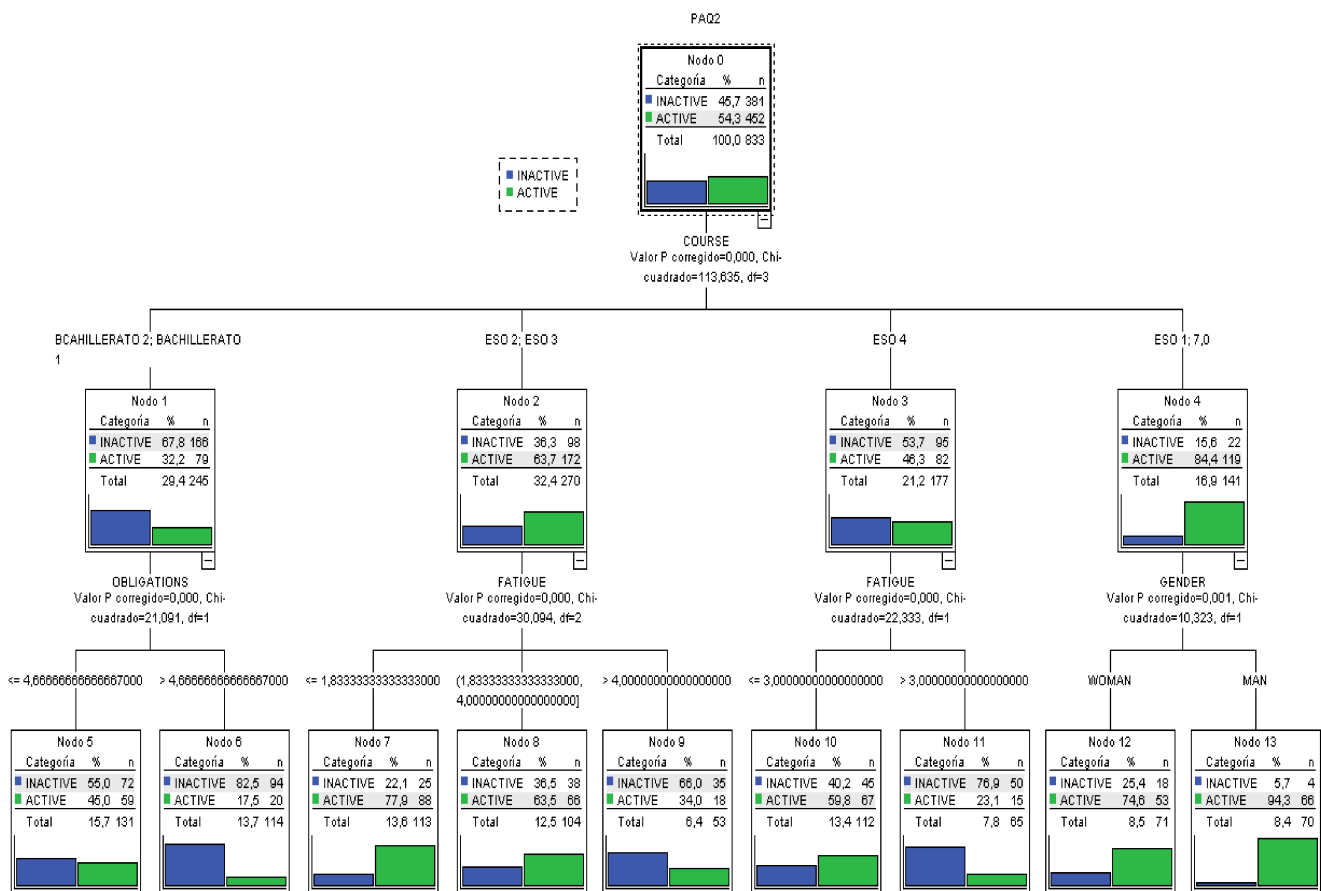 PAQ2
Nodo 0
Categoría % n
INACTIVE 45,7 381
ACTIVE 54,3 452
Total 100,0 833
INACTIVE
ACTIVE
COURSE
Valor P corregido=0,000, Chi-
cuadrado=113,635, df=3
BCAHILLERATO 2; BACHILLERATO
1
ESO 2; ESO 3
ESO 4
ESO 1; 7,0
Nodo 1
Categoría % n
INACTIVE 67,8 166
ACTIVE 32,2 79
Total 29,4 245
Nodo 2
Categoría % n
INACTIVE 36,3 98
ACTIVE 63,7 172
Total 32,4 270
Nodo 3
Categoría % n
INACTIVE 53,7 95
ACTIVE 46,3 82
Total 21,2 177
Nodo 4
Categoría % n
INACTIVE 15,6 22
ACTIVE 84,4 119
Total 16,9 141
OBLIGATIONS
Valor P corregido=0,000, Chi-
cuadrado=21,091, df=1
FATIGUE
Valor P corregido=0,000, Chi-
cuadrado=30,094, df=2
FATIGUE
Valor P corregido=0,000, Chi-
cuadrado=22,333, df=1
GENDER
Valor P corregido=0,001, Chi-
cuadrado=10,323, df=1
<= 4,66666666666667000
> 4,66666666666667000
<= 1,83333333333333000
(1,83333333333333000,
4,00000000000000000]
> 4,00000000000000000
<= 3,00000000000000000
> 3,00000000000000000
WOMAN
MAN
Nodo 5
Categoría % n
INACTIVE 55,0 72
ACTIVE 45,0 59
Total 15,7 131
Nodo 6
Categoría % n
INACTIVE 82,5 94
ACTIVE 17,5 20
Total 13,7 114
Nodo 7
Categoría % n
INACTIVE 22,1 25
ACTIVE 77,9 88
Total 13,6 113
Nodo 8
Categoría % n
INACTIVE 36,5 38
ACTIVE 63,5 66
Total 12,5 104
Nodo 9
Categoría % n
INACTIVE 66,0 35
ACTIVE 34,0 18
Total 6,4 53
Nodo 10
Categoría % n
INACTIVE 40,2 45
ACTIVE 59,8 67
Total 13,4 112
Nodo 11
Categoría % n
INACTIVE 76,9 50
ACTIVE 23,1 15
Total 7,8 65
Nodo 12
Categoría % n
INACTIVE 25,4 18
ACTIVE 74,6 53
Total 8,5 71
Nodo 13
Categoría % n
INACTIVE 5,7 4
ACTIVE 94,3 66
Total 8,4 70